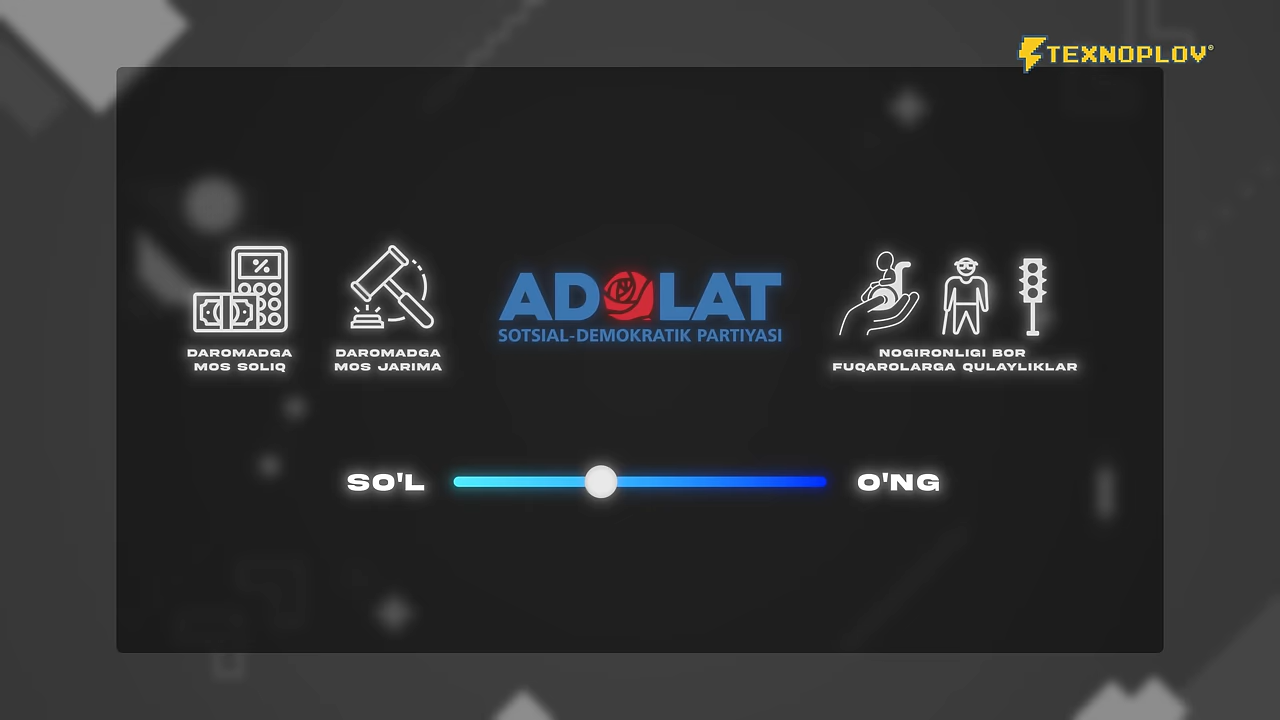 TEXNOPLOV
ADOLAT
SOTSIAL-DEMOKRATIK PARTIYASI
DAROMADGA
MOS SOLIQ
DAROMADGA
MOS JARIMA
NOGIRONLIGI BOR
FUQAROLARGA QULAYLIKLAR
SO'L
O'NG